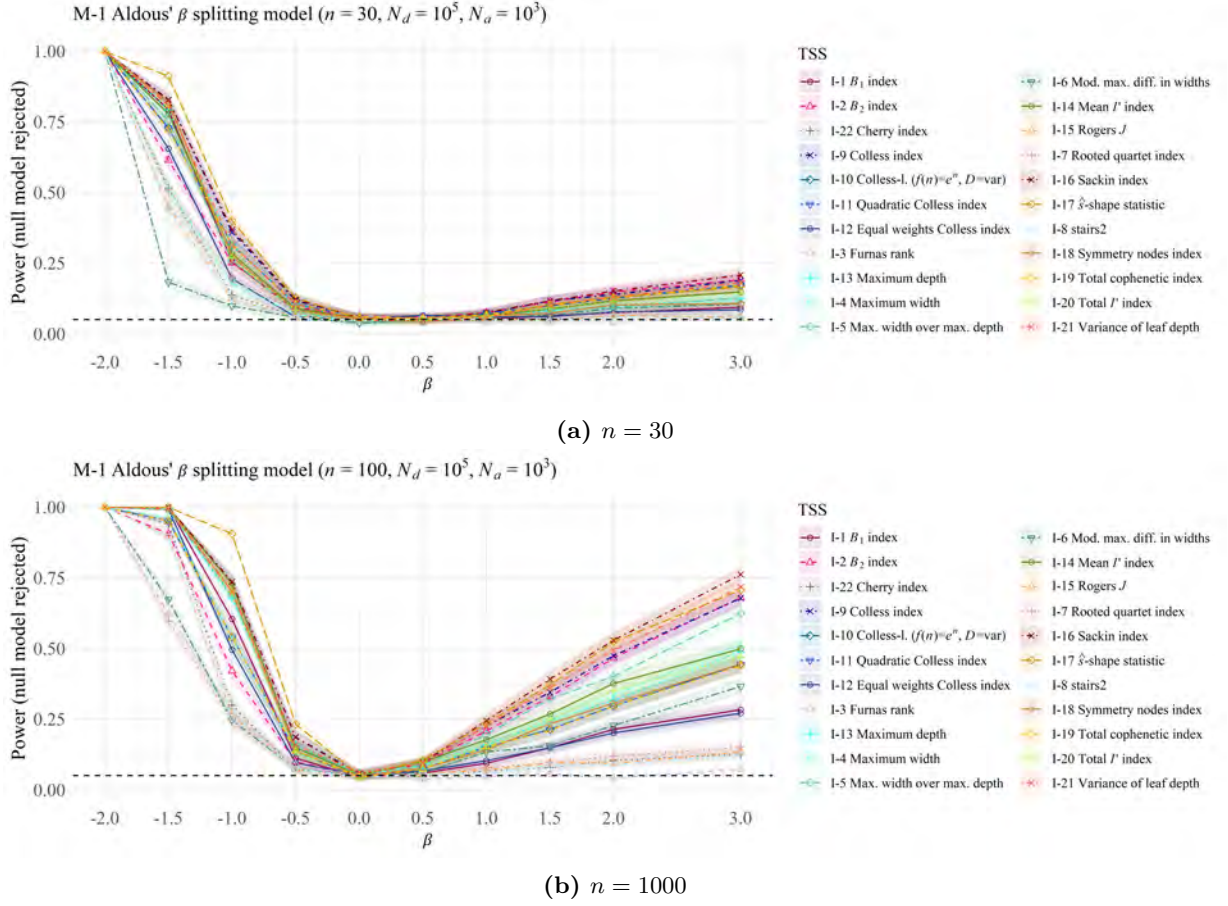 M-1 Aldous' β splitting model (n = 30, N_d = 10^5, N_a = 10^3)
Power (null model rejected)
1.00
0.75
0.50
0.25
0.00
-2.0 -1.5 -1.0 -0.5 0.0 0.5 1.0 1.5 2.0 3.0
β
TSS
I-1 B₁ index
I-2 B₂ index
I-22 Cherry index
I-9 Colless index
I-10 Colless-l. (f(n)=e^n, D=var)
I-11 Quadratic Colless index
I-12 Equal weights Colless index
I-3 Furnas rank
I-13 Maximum depth
I-4 Maximum width
I-5 Max. width over max. depth
I-6 Mod. max. diff. in widths
I-14 Mean I' index
I-15 Rogers J
I-7 Rooted quartet index
I-16 Sackin index
I-17 ŝ-shape statistic
I-8 stairs2
I-18 Symmetry nodes index
I-19 Total cophenetic index
I-20 Total I' index
I-21 Variance of leaf depth
(a) n = 30
M-1 Aldous' β splitting model (n = 100, N_d = 10^5, N_a = 10^3)
Power (null model rejected)
1.00
0.75
0.50
0.25
0.00
-2.0 -1.5 -1.0 -0.5 0.0 0.5 1.0 1.5 2.0 3.0
β
TSS
I-1 B₁ index
I-2 B₂ index
I-22 Cherry index
I-9 Colless index
I-10 Colless-l. (f(n)=e^n, D=var)
I-11 Quadratic Colless index
I-12 Equal weights Colless index
I-3 Furnas rank
I-13 Maximum depth
I-4 Maximum width
I-5 Max. width over max. depth
I-6 Mod. max. diff. in widths
I-14 Mean I' index
I-15 Rogers J
I-7 Rooted quartet index
I-16 Sackin index
I-17 ŝ-shape statistic
I-8 stairs2
I-18 Symmetry nodes index
I-19 Total cophenetic index
I-20 Total I' index
I-21 Variance of leaf depth
(b) n = 1000